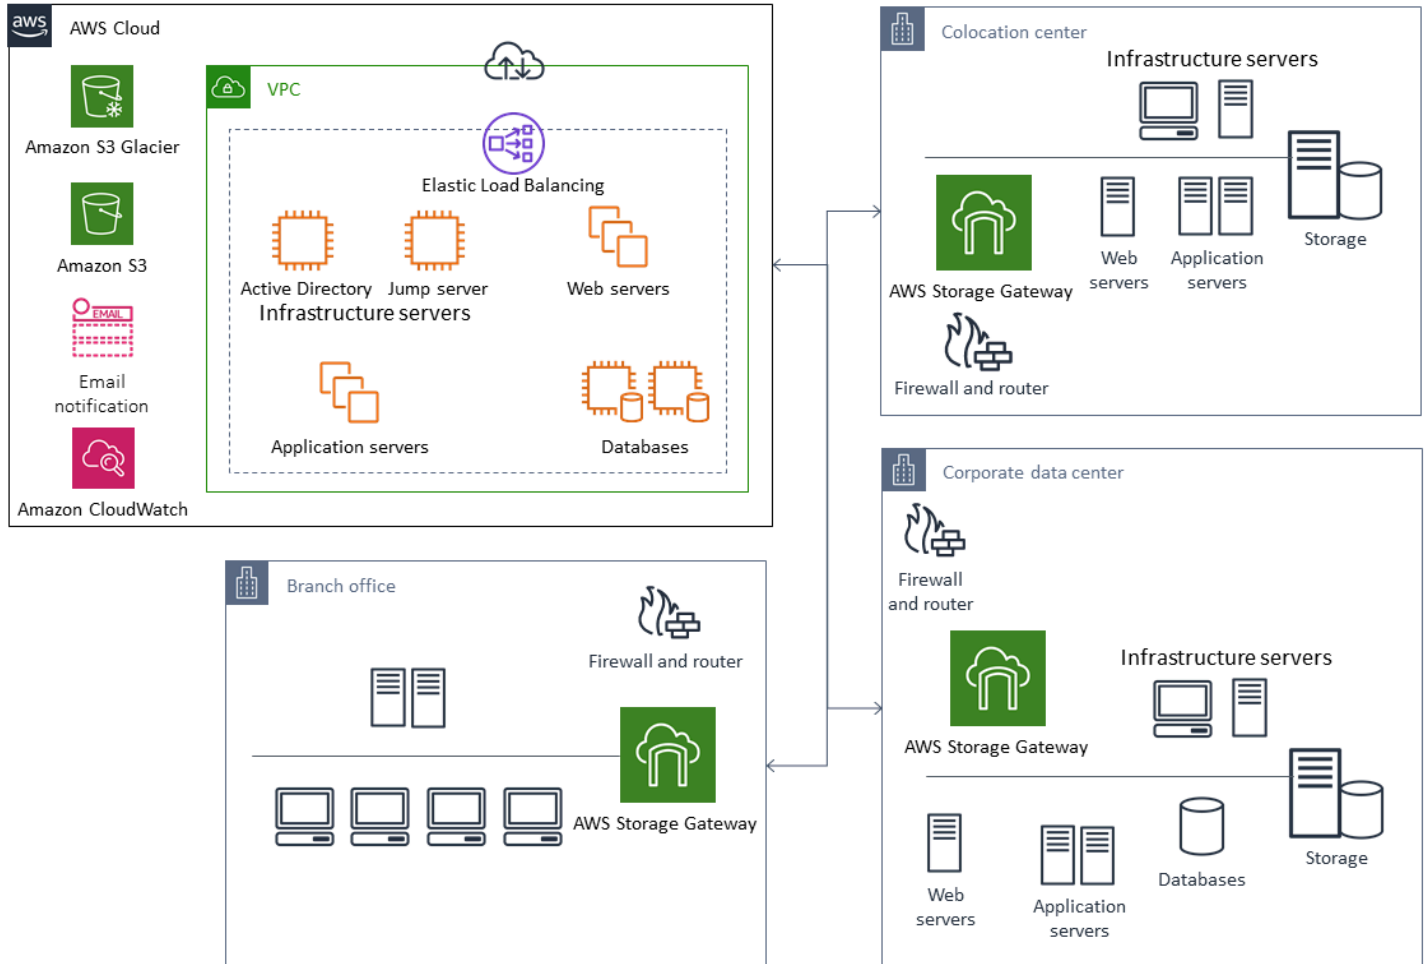 aws
AWS Cloud
Amazon S3 Glacier
Amazon S3
EMAIL
Email
notification
Amazon CloudWatch
VPC
Elastic Load Balancing
Active Directory
Jump server
Infrastructure servers
Web servers
Application servers
Databases
Colocation center
Infrastructure servers
AWS Storage Gateway
Web
servers
Application
servers
Storage
Firewall and router
Branch office
Firewall and router
AWS Storage Gateway
Corporate data center
Firewall
and router
AWS Storage Gateway
Infrastructure servers
Web
servers
Application
servers
Databases
Storage